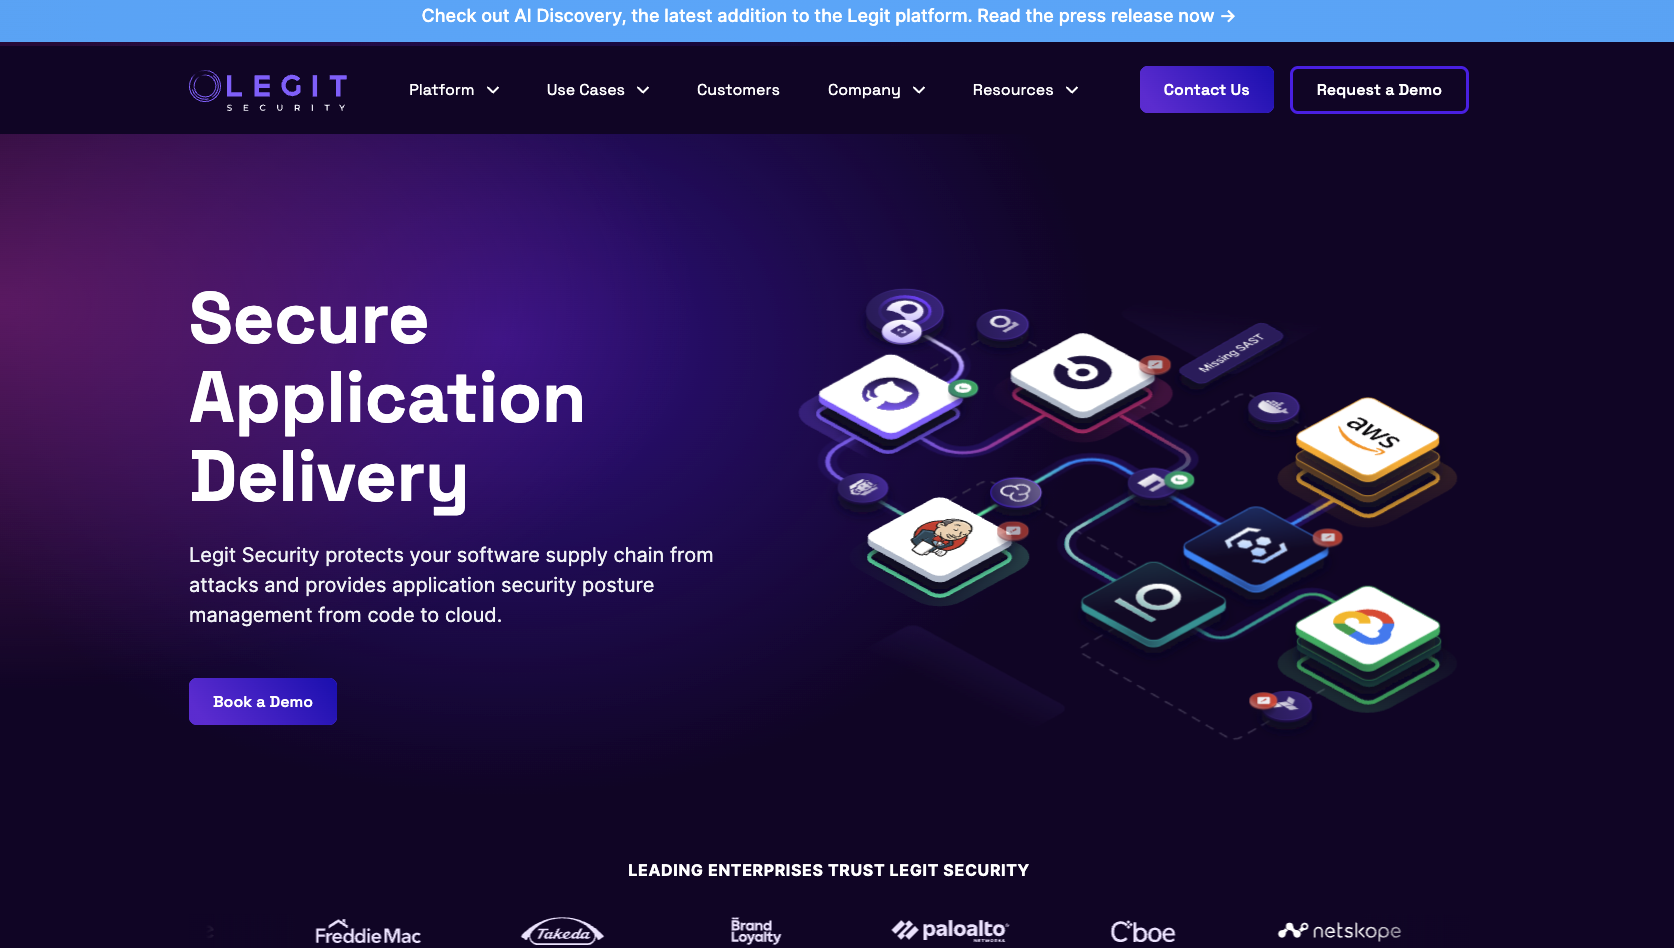 Check out AI Discovery, the latest addition to the Legit platform. Read the press release now →
LEGIT
SECURITY
Platform
Use Cases
Customers
Company
Resources
Contact Us
Request a Demo
Secure
Application
Delivery
Legit Security protects your software supply chain from
attacks and provides application security posture
management from code to cloud.
Book a Demo
Missing SAST
aws
LEADING ENTERPRISES TRUST LEGIT SECURITY
FreddieMac
Takeda
Brand
Loyalty
paloalto
NETWORKS
Cboe
netskope